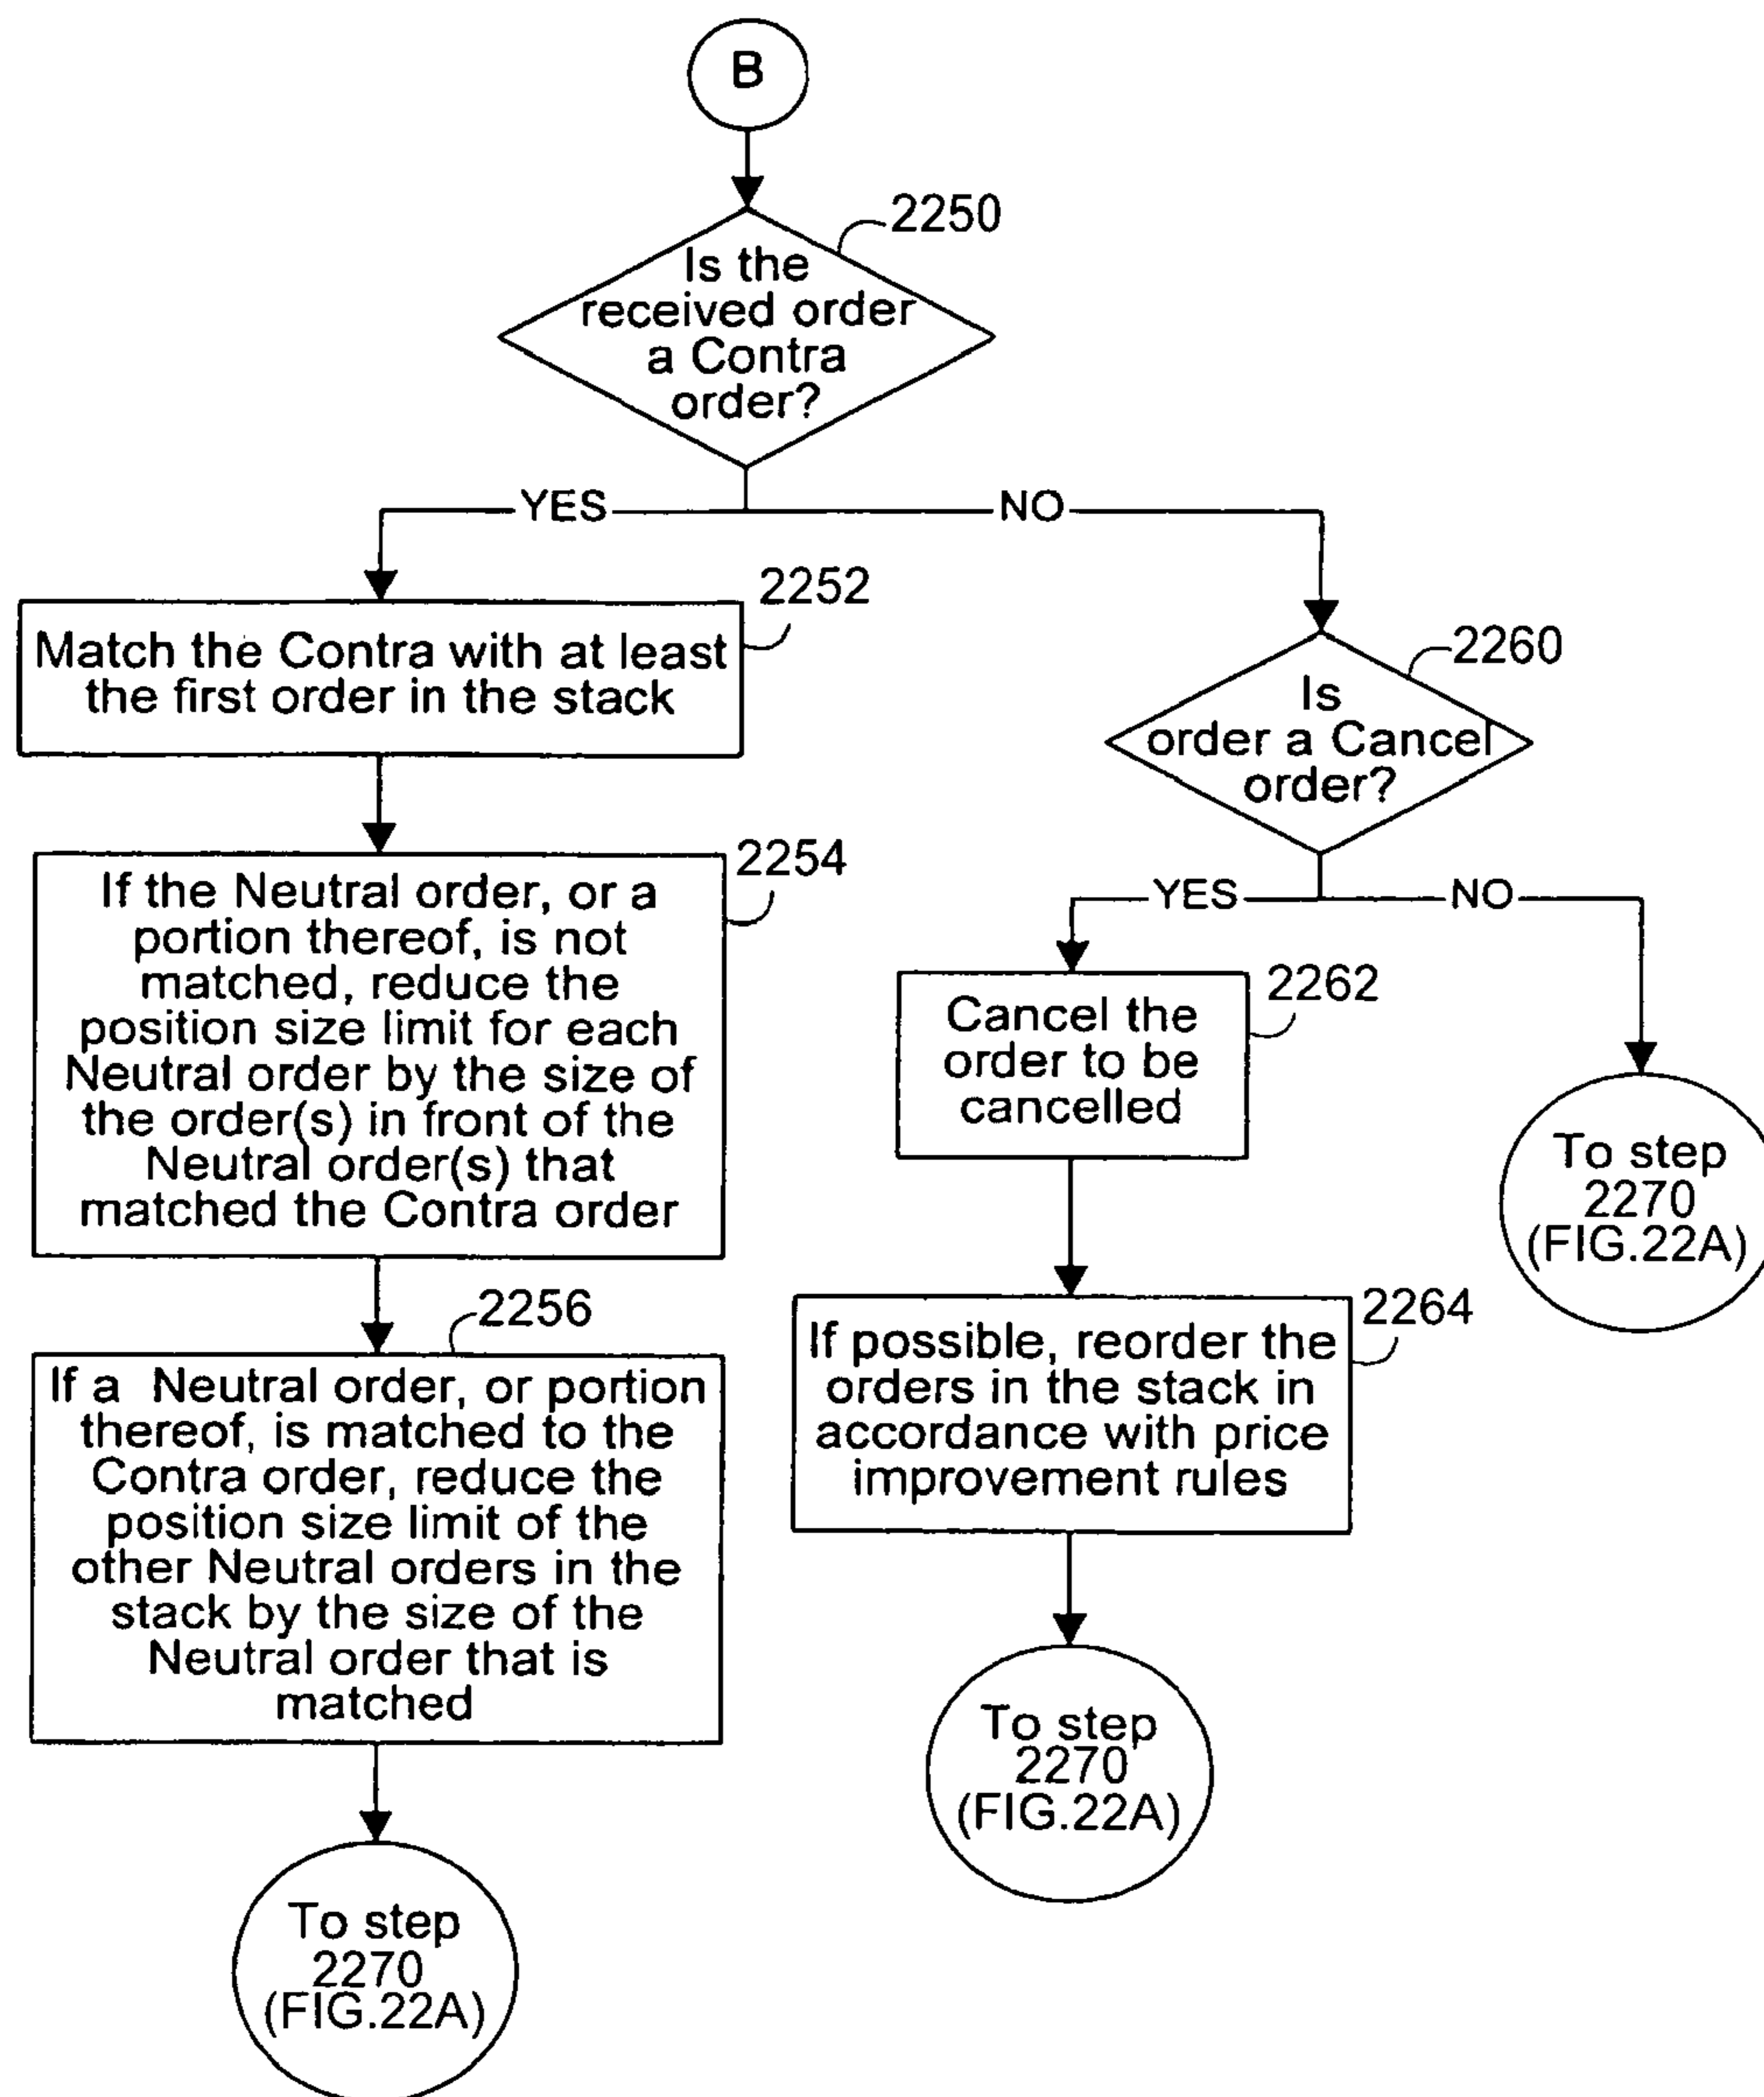 B
2250
Is the
received order
a Contra
order?
YES
NO
2252
Match the Contra with at least
the first order in the stack
2260
Is
order a Cancel
order?
2254
If the Neutral order, or a
portion thereof, is not
matched, reduce the
position size limit for each
Neutral order by the size of
the order(s) in front of the
Neutral order(s) that
matched the Contra order
YES
NO
2262
Cancel the
order to be
cancelled
To step
2270
(FIG.22A)
2256
If a Neutral order, or portion
thereof, is matched to the
Contra order, reduce the
position size limit of the
other Neutral orders in the
stack by the size of the
Neutral order that is
matched
2264
If possible, reorder the
orders in the stack in
accordance with price
improvement rules
To step
2270
(FIG.22A)
To step
2270
(FIG.22A)